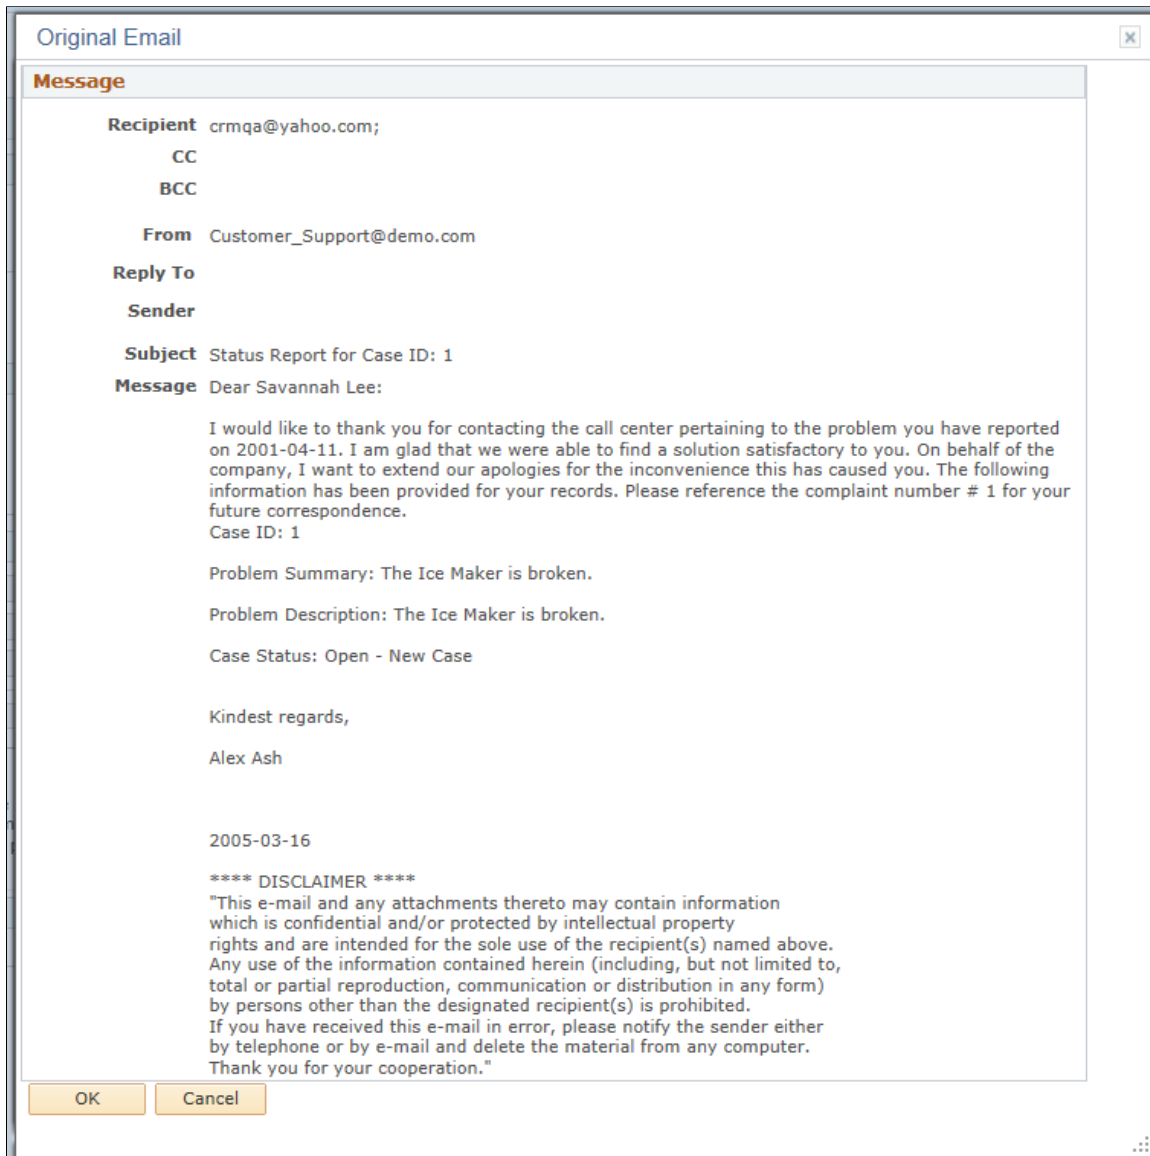 Original Email
Message
Recipient crmqa@yahoo.com;
CC
BCC
From Customer_Support@demo.com
Reply To
Sender
Subject Status Report for Case ID: 1
Message Dear Savannah Lee:
I would like to thank you for contacting the call center pertaining to the problem you have reported
on 2001-04-11. I am glad that we were able to find a solution satisfactory to you. On behalf of the
company, I want to extend our apologies for the inconvenience this has caused you. The following
information has been provided for your records. Please reference the complaint number # 1 for your
future correspondence.
Case ID: 1
Problem Summary: The Ice Maker is broken.
Problem Description: The Ice Maker is broken.
Case Status: Open - New Case
Kindest regards,
Alex Ash
2005-03-16
**** DISCLAIMER ****
"This e-mail and any attachments thereto may contain information
which is confidential and/or protected by intellectual property
rights and are intended for the sole use of the recipient(s) named above.
Any use of the information contained herein (including, but not limited to,
total or partial reproduction, communication or distribution in any form)
by persons other than the designated recipient(s) is prohibited.
If you have received this e-mail in error, please notify the sender either
by telephone or by e-mail and delete the material from any computer.
Thank you for your cooperation."
OK Cancel